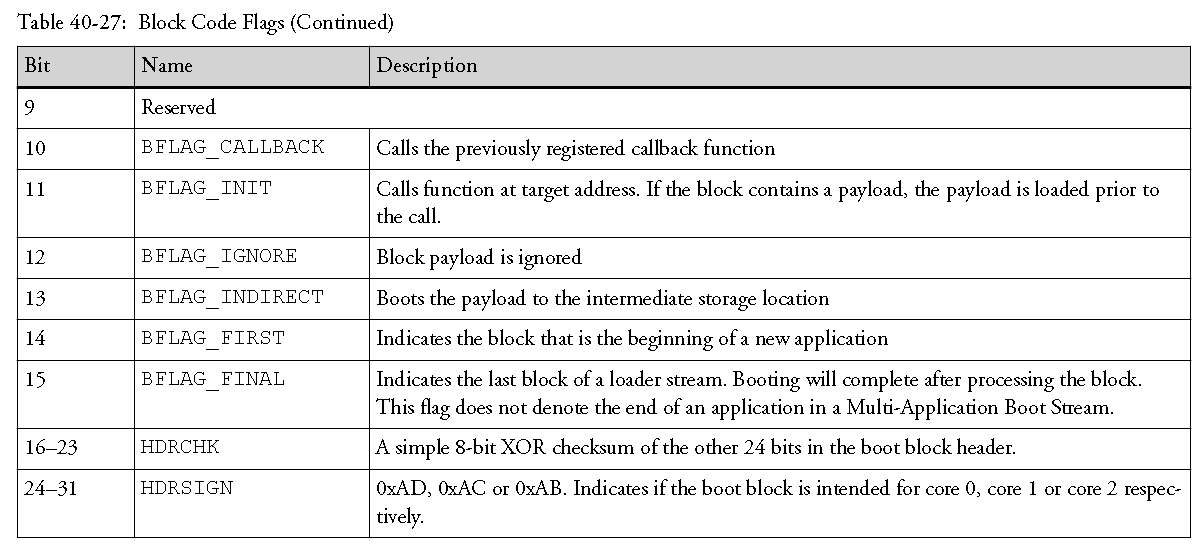 Table 40-27: Block Code Flags (Continued)
Bit Name Description
9 Reserved
10 BFLAG_CALLBACK Calls the previously registered callback function
11 BFLAG_INIT Calls function at target address. If the block contains a payload, the payload is loaded prior to
the call.
12 BFLAG_IGNORE Block payload is ignored
13 BFLAG_INDIRECT Boots the payload to the intermediate storage location
14 BFLAG_FIRST Indicates the block that is the beginning of a new application
15 BFLAG_FINAL Indicates the last block of a loader stream. Booting will complete after processing the block.
This flag does not denote the end of an application in a Multi-Application Boot Stream.
16–23 HDRCHK A simple 8-bit XOR checksum of the other 24 bits in the boot block header.
24–31 HDRSIGN 0xAD, 0xAC or 0xAB. Indicates if the boot block is intended for core 0, core 1 or core 2 respec-
tively.